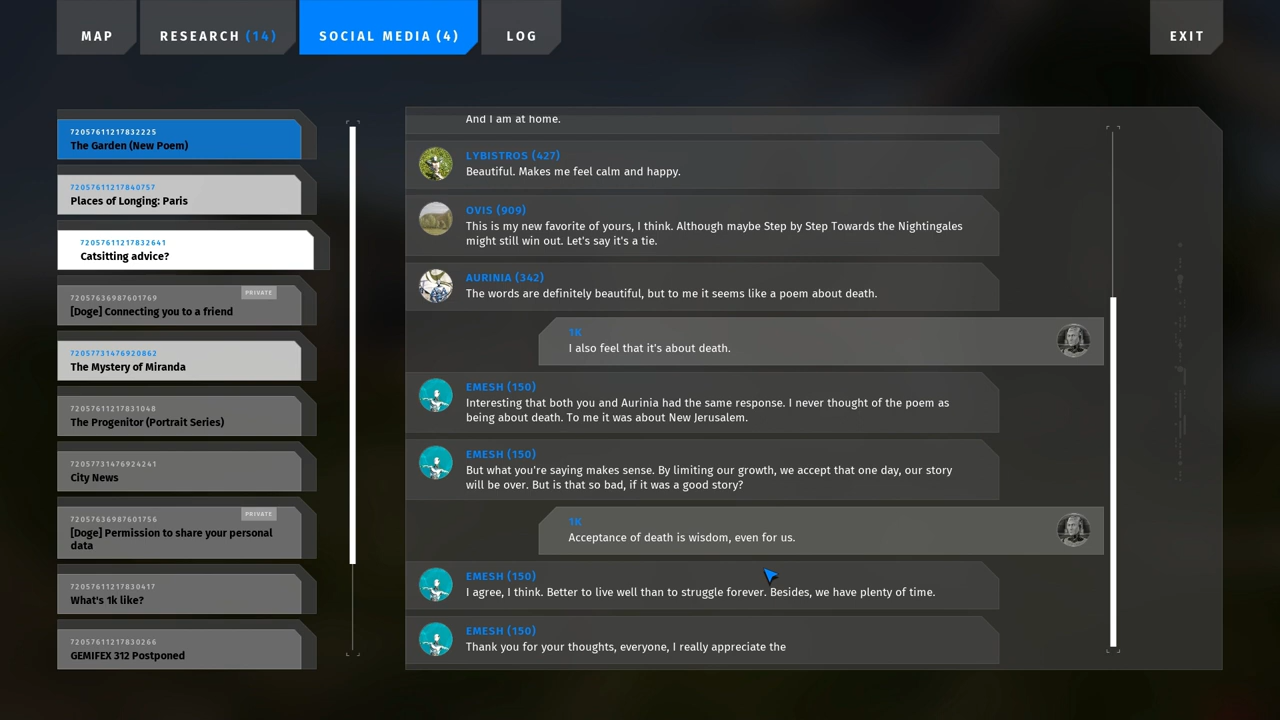 MAP
RESEARCH (14)
SOCIAL MEDIA (4)
LOG
EXIT
72057611217832225
The Garden (New Poem)
72057611217840757
Places of Longing: Paris
72057611217832641
Catsitting advice?
72057636987601769
PRIVATE
[Doge] Connecting you to a friend
72057731476920862
The Mystery of Miranda
72057611217831048
The Progenitor (Portrait Series)
72057731476924241
City News
72057636987601756
PRIVATE
[Doge] Permission to share your personal
data
72057611217830417
What's 1k like?
72057611217830266
GEMIFEX 312 Postponed
And I am at home.
LYBISTROS (427)
Beautiful. Makes me feel calm and happy.
OVIS (909)
This is my new favorite of yours, I think. Although maybe Step by Step Towards the Nightingales
might still win out. Let's say it's a tie.
AURINIA (342)
The words are definitely beautiful, but to me it seems like a poem about death.
1K
I also feel that it's about death.
EMESH (150)
Interesting that both you and Aurinia had the same response. I never thought of the poem as
being about death. To me it was about New Jerusalem.
EMESH (150)
But what you're saying makes sense. By limiting our growth, we accept that one day, our story
will be over. But is that so bad, if it was a good story?
1K
Acceptance of death is wisdom, even for us.
EMESH (150)
I agree, I think. Better to live well than to struggle forever. Besides, we have plenty of time.
EMESH (150)
Thank you for your thoughts, everyone, I really appreciate the